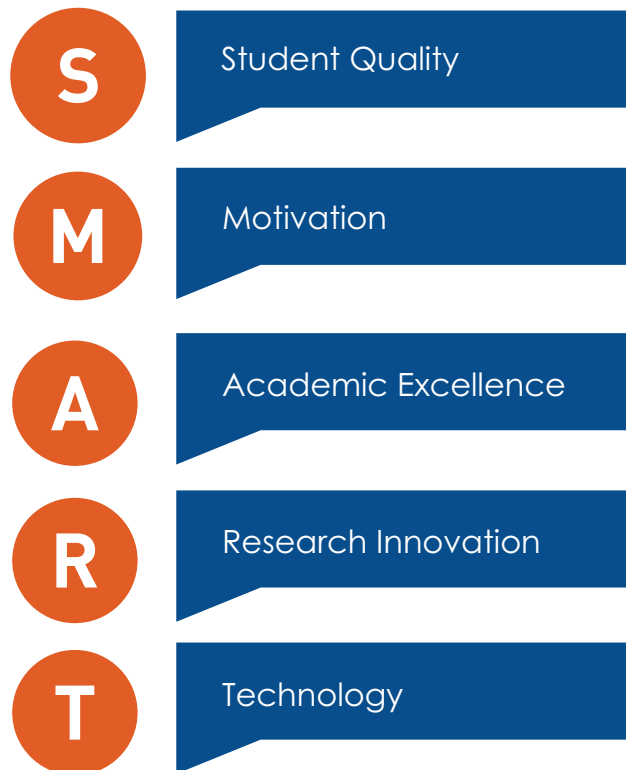 S Student Quality
M Motivation
A Academic Excellence
R Research Innovation
T Technology